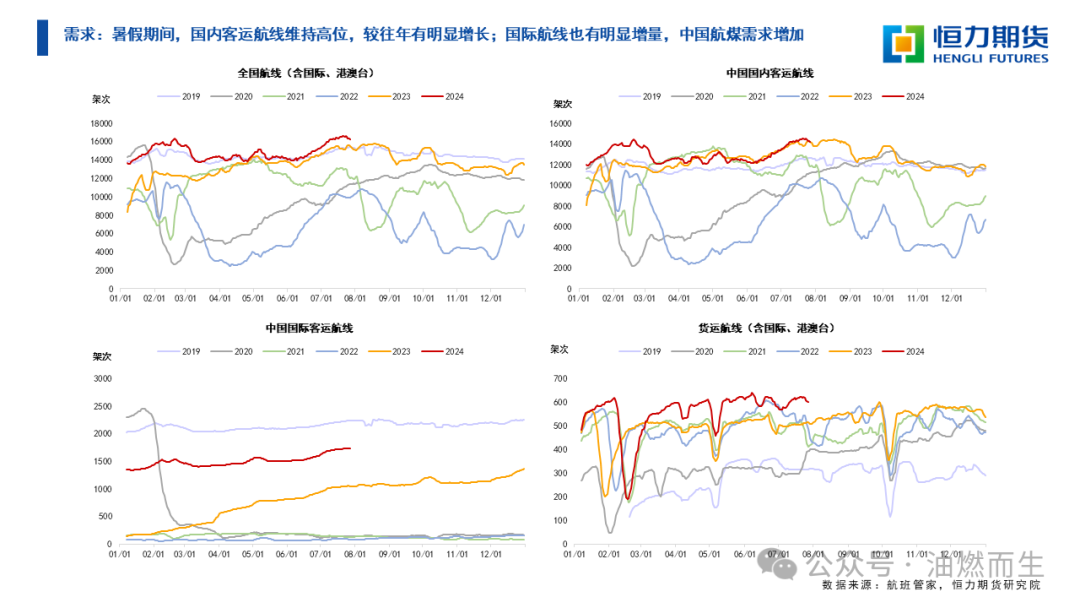 需求：暑假期间，国内客运航线维持高位，较往年有明显增长；国际航线也有明显增量，中国航煤需求增加
恒力期货
HENGLI FUTURES
全国航线（含国际、港澳台）
架次
2019 2020 2021 2022 2023 2024
18000
16000
14000
12000
10000
8000
6000
4000
2000
0
01/01 02/01 03/01 04/01 05/01 06/01 07/01 08/01 09/01 10/01 11/01 12/01
中国国内客运航线
架次
2019 2020 2021 2022 2023 2024
16000
14000
12000
10000
8000
6000
4000
2000
0
01/01 02/01 03/01 04/01 05/01 06/01 07/01 08/01 09/01 10/01 11/01 12/01
中国国际客运航线
架次
2019 2020 2021 2022 2023 2024
3000
2500
2000
1500
1000
500
0
01/01 02/01 03/01 04/01 05/01 06/01 07/01 08/01 09/01 10/01 11/01 12/01
货运航线（含国际、港澳台）
架次
2019 2020 2021 2022 2023 2024
700
600
500
400
300
200
100
0
01/01 02/01 03/01 04/01 05/01 06/01 07/01 08/01 09/01 10/01 11/01 12/01
公众号 · 油燃而生
数据来源：航班管家，恒力期货研究院